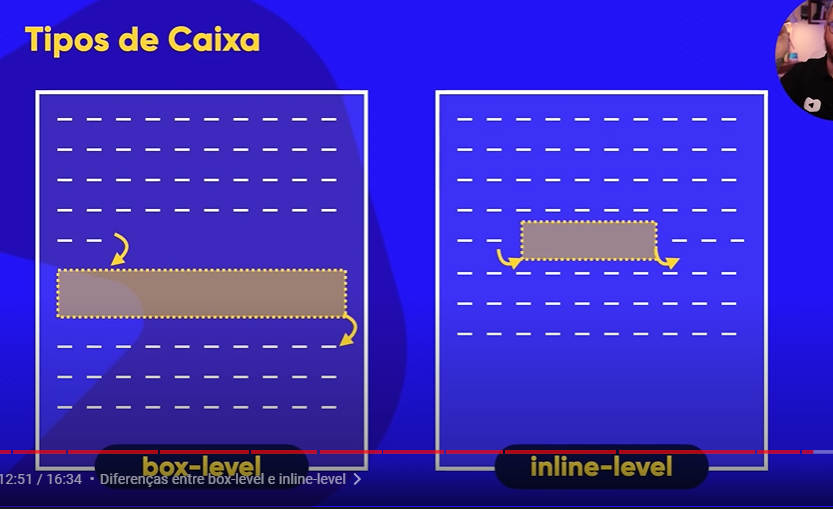 Tipos de Caixa
box-level
inline-level
12:51 / 16:34 • Diferenças entre box-level e inline-level